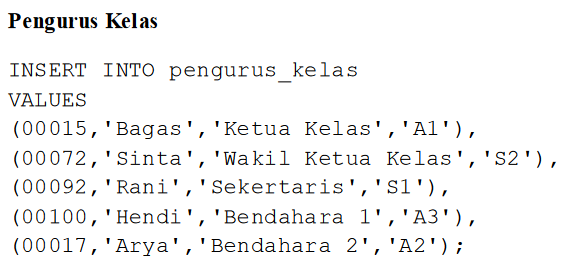 Pengurus Kelas
INSERT INTO pengurus_kelas
VALUES
(00015,'Bagas','Ketua Kelas','A1'),
(00072,'Sinta','Wakil Ketua Kelas','S2'),
(00092,'Rani','Sekertaris','S1'),
(00100,'Hendi','Bendahara 1','A3'),
(00017,'Arya','Bendahara 2','A2');